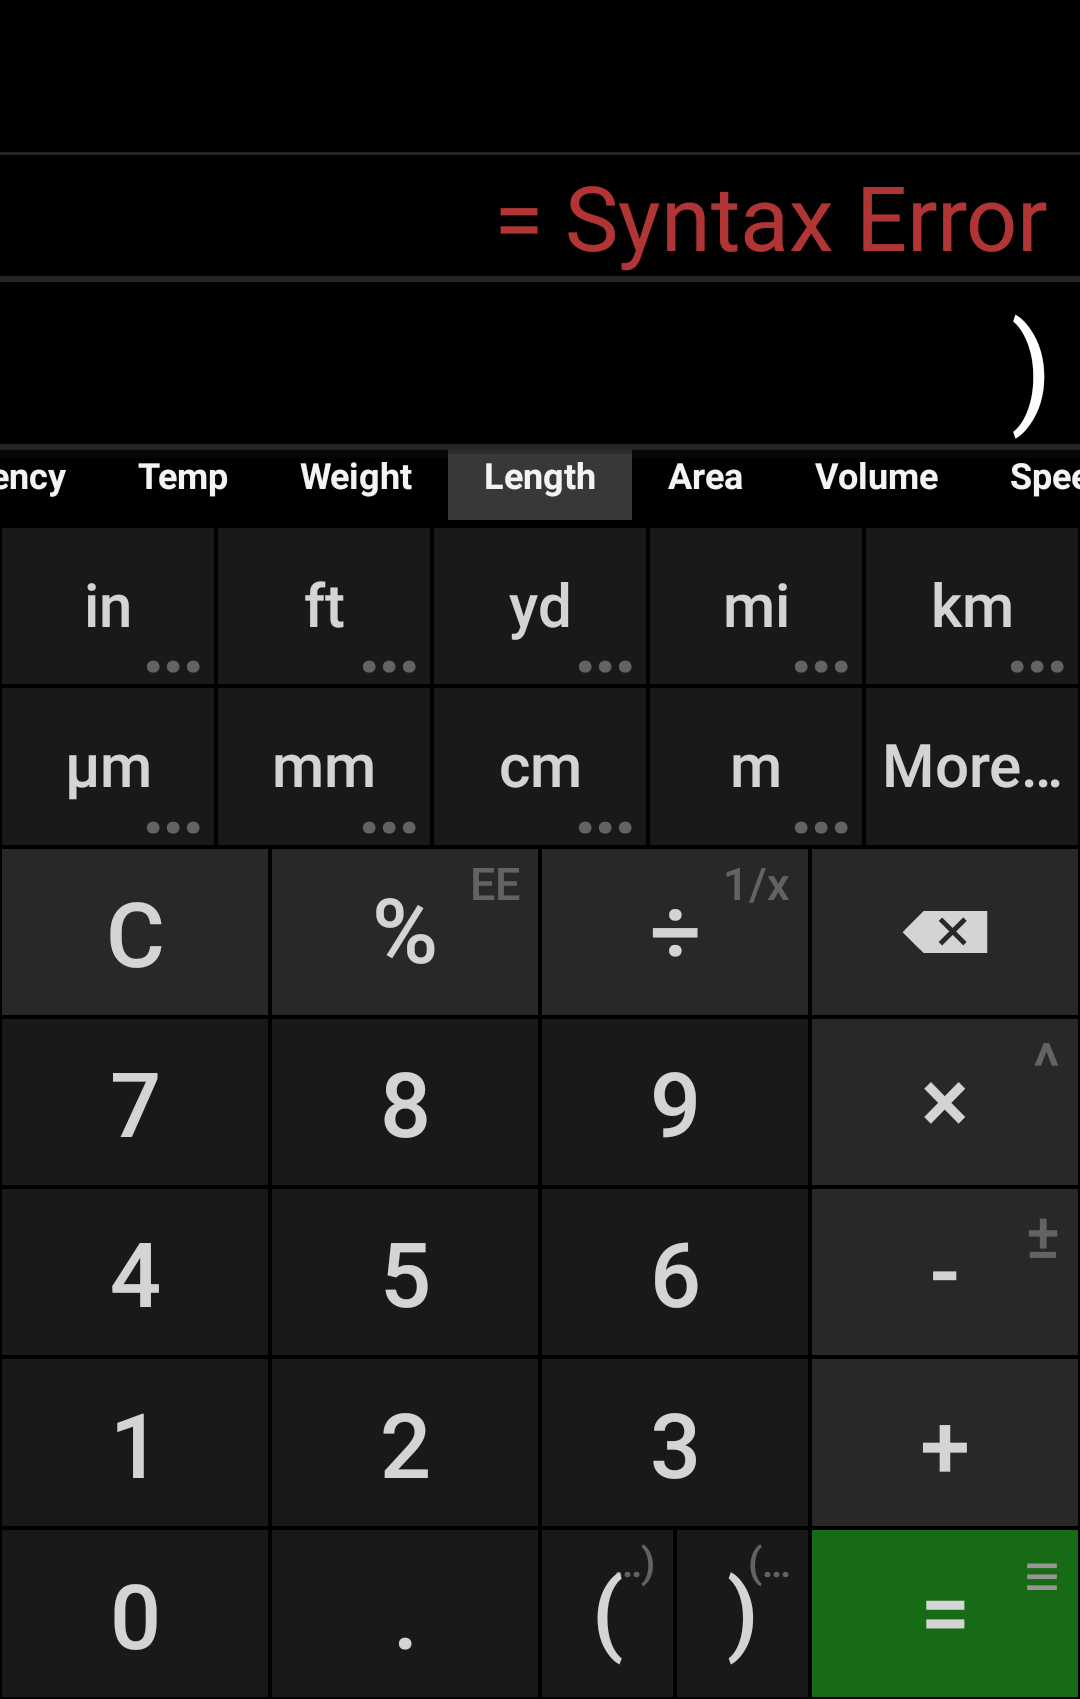 = Syntax Error
)
ency Temp Weight Length Area Volume Spee
in ft yd mi km
µm mm cm m More...
C % EE ÷ 1/x
7 8 9 × ^
4 5 6 - ±
1 2 3 +
0 . ( ..) ) (... = ≡